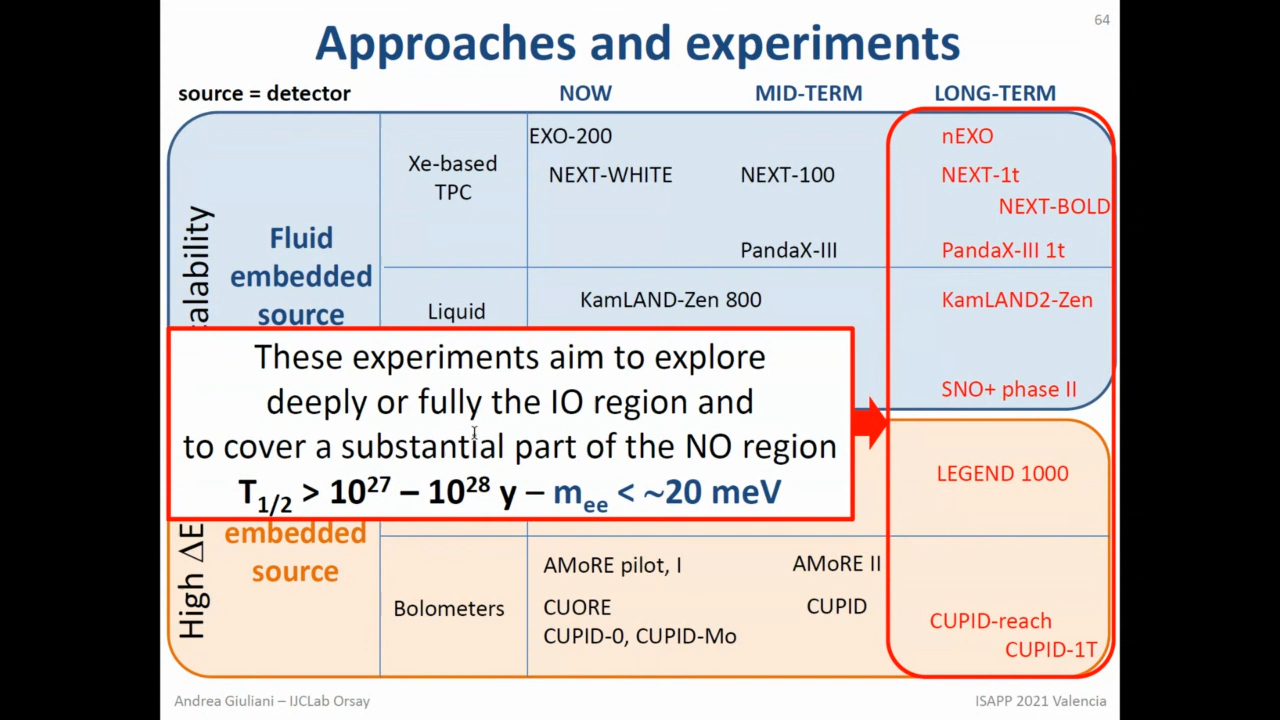 64
Approaches and experiments
source = detector NOW MID-TERM LONG-TERM
EXO-200 nEXO
Xe-based
TPC
NEXT-WHITE NEXT-100 NEXT-1t
NEXT-BOLD
PandaX-III PandaX-III 1t
Fluid
embedded
source
Liquid
KamLAND-Zen 800 KamLAND2-Zen
SNO+ phase II
These experiments aim to explore
deeply or fully the IO region and
to cover a substantial part of the NO region
T1/2 > 10²⁷ – 10²⁸ y – mee < ~20 meV
LEGEND 1000
High ΔE
embedded
source
Bolometers
AMoRE pilot, I AMoRE II
CUORE CUPID
CUPID-0, CUPID-Mo
CUPID-reach
CUPID-1T
Andrea Giuliani – IJCLab Orsay ISAPP 2021 Valencia